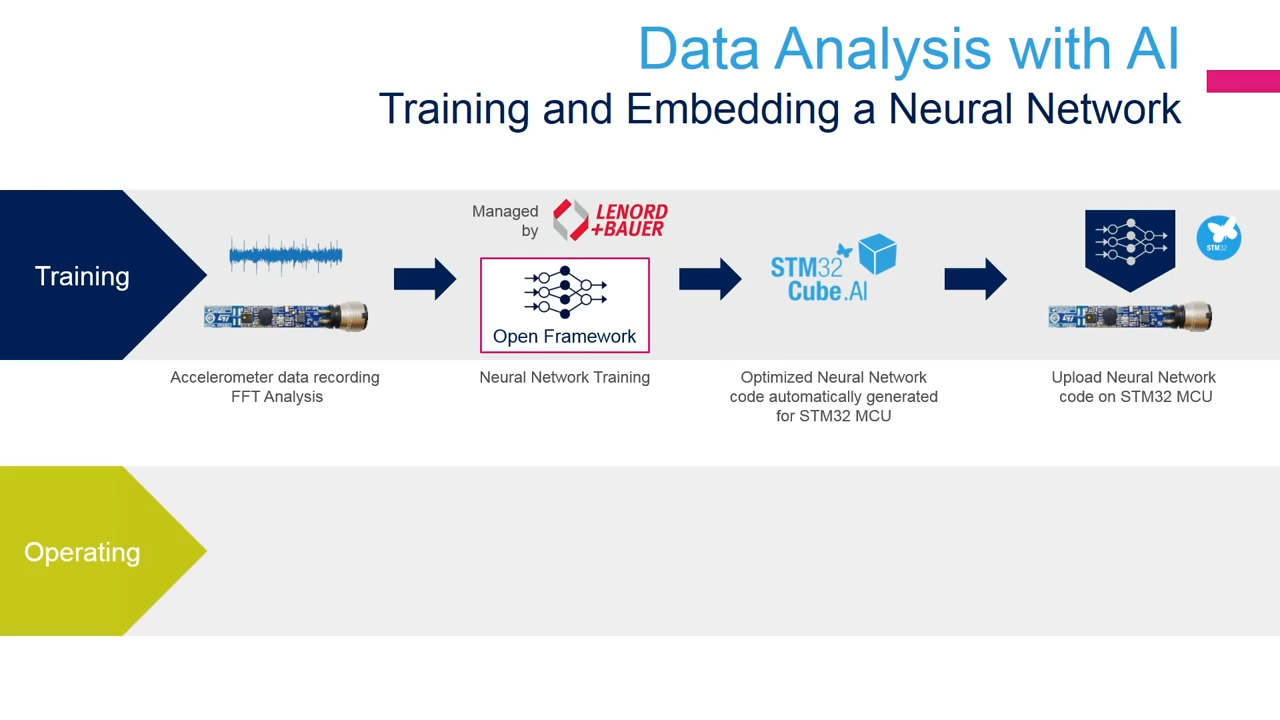 Data Analysis with AI
Training and Embedding a Neural Network
Training
Managed
by
LENORD
+BAUER
Open Framework
STM32
Cube.AI
STM32
Accelerometer data recording
FFT Analysis
Neural Network Training
Optimized Neural Network
code automatically generated
for STM32 MCU
Upload Neural Network
code on STM32 MCU
Operating